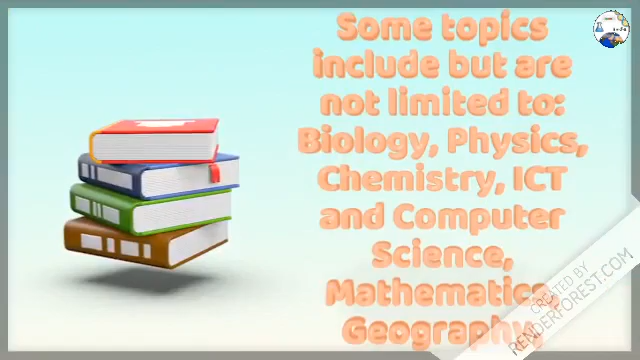 Some topics
include but are
not limited to:
Biology, Physics,
Chemistry, ICT
and Computer
Science,
Mathematics,
Geography,
CREATED BY
RENDERFOREST.COM